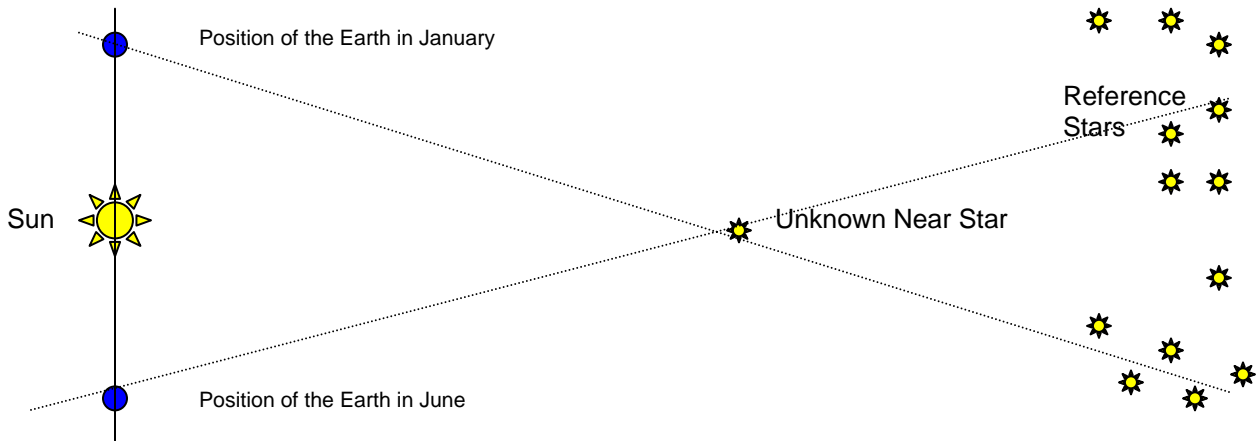 Position of the Earth in January
Reference
Stars
Sun
Unknown Near Star
Position of the Earth in June